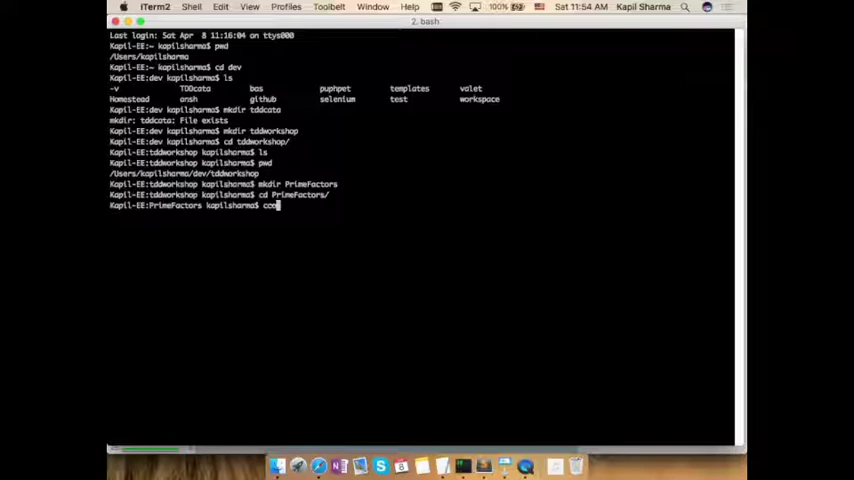 iTerm2 Shell Edit View Profiles Toolbelt Window Help 100% Sat 11:54 AM Kapil Sharma
2. bash
Last login: Sat Apr 8 11:16:04 on ttys000
Kapil-EE:~ kapilsharma$ pwd
/Users/kapilsharma
Kapil-EE:~ kapilsharma$ cd dev
Kapil-EE:dev kapilsharma$ ls
-v TDDcata bas puphpet templates valet
Homestead ansh github selenium test workspace
Kapil-EE:dev kapilsharma$ mkdir tddcata
mkdir: tddcata: File exists
Kapil-EE:dev kapilsharma$ mkdir tddworkshop
Kapil-EE:dev kapilsharma$ cd tddworkshop/
Kapil-EE:tddworkshop kapilsharma$ ls
Kapil-EE:tddworkshop kapilsharma$ pwd
/Users/kapilsharma/dev/tddworkshop
Kapil-EE:tddworkshop kapilsharma$ mkdir PrimeFactors
Kapil-EE:tddworkshop kapilsharma$ cd PrimeFactors/
Kapil-EE:PrimeFactors kapilsharma$ cco